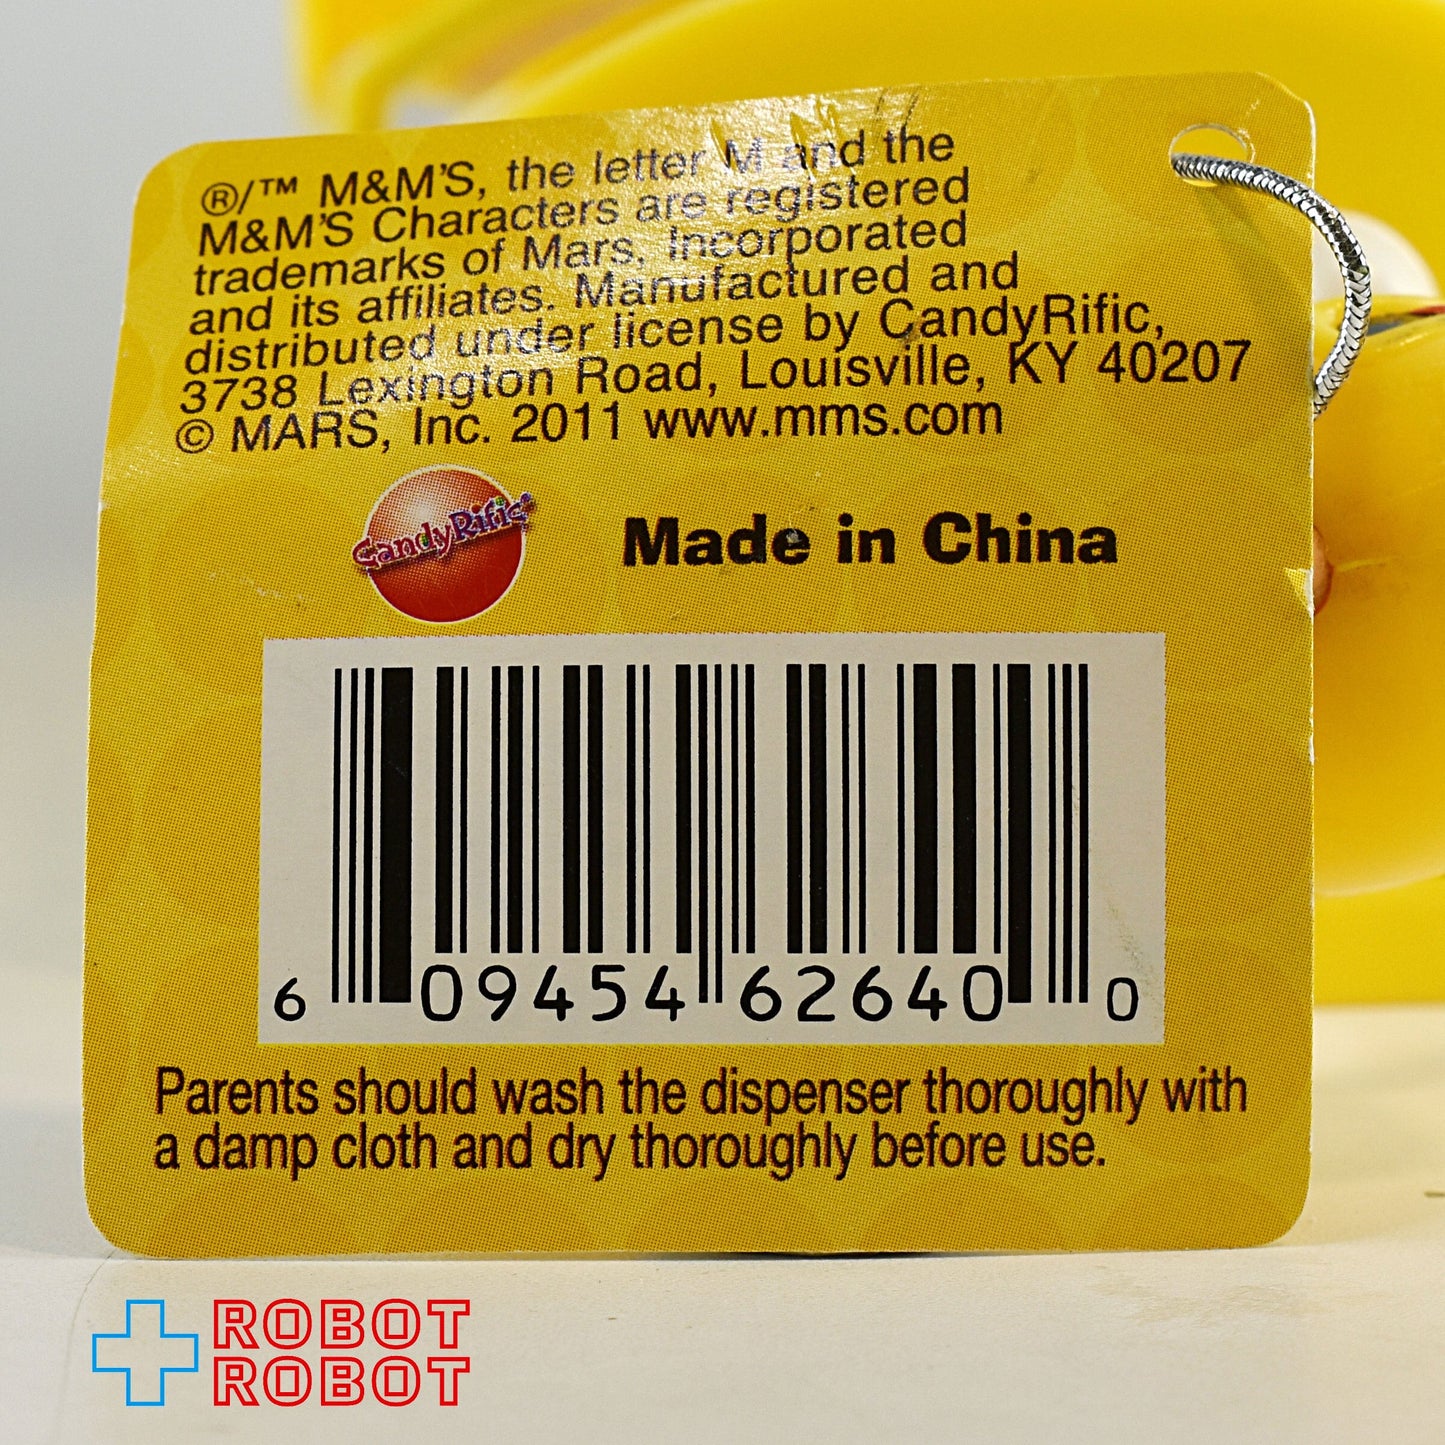 ®/™ M&M'S, the letter M and the
M&M'S Characters are registered
trademarks of Mars, Incorporated
and its affiliates. Manufactured and
distributed under license by CandyRific,
3738 Lexington Road, Louisville, KY 40207
© MARS, Inc. 2011 www.mms.com
CandyRific
Made in China
6 09454 62640 0
Parents should wash the dispenser thoroughly with
a damp cloth and dry thoroughly before use.
ROBOT
ROBOT